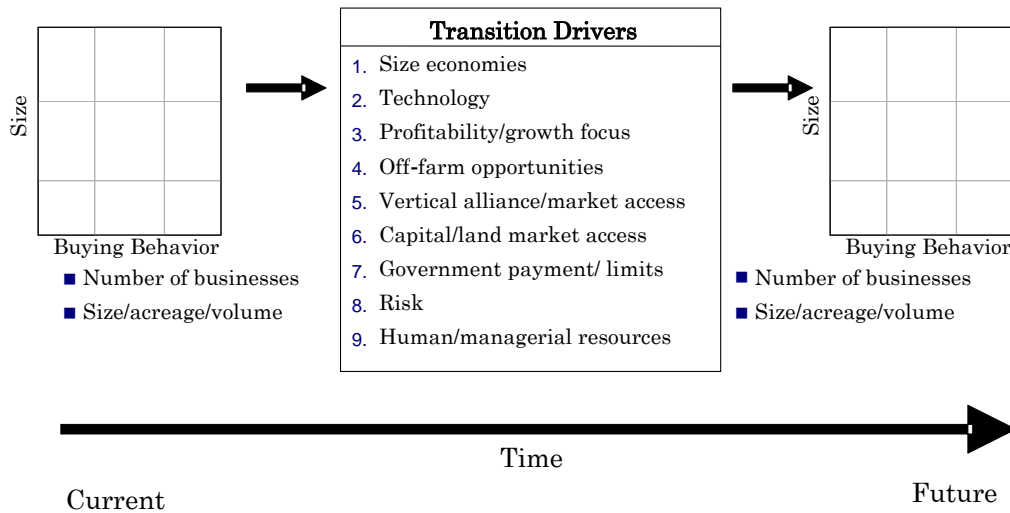 Size
Buying Behavior
Number of businesses
Size/acreage/volume
Transition Drivers
1. Size economies
2. Technology
3. Profitability/growth focus
4. Off-farm opportunities
5. Vertical alliance/market access
6. Capital/land market access
7. Government payment/ limits
8. Risk
9. Human/managerial resources
Size
Buying Behavior
Number of businesses
Size/acreage/volume
Time
Current
Future